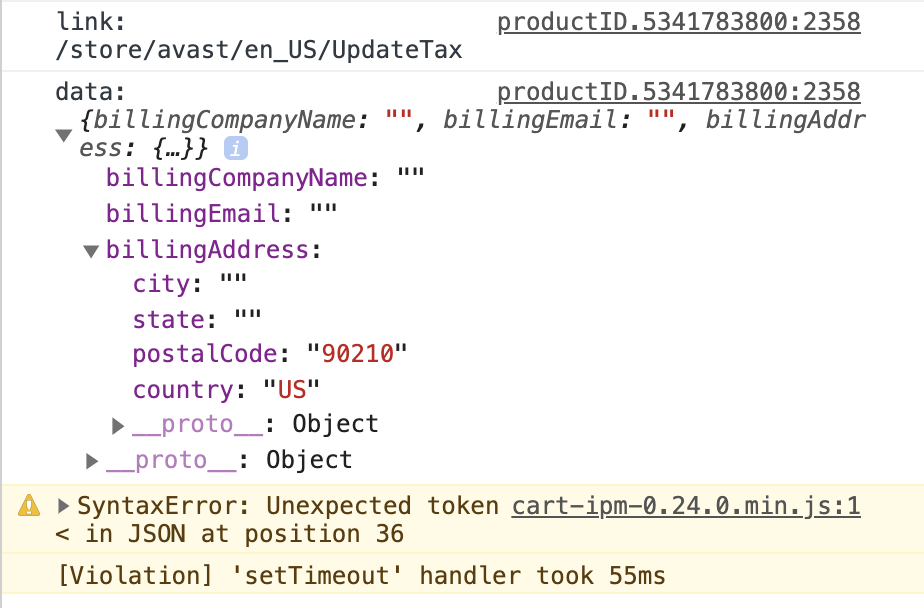 link: productID.5341783800:2358
/store/avast/en_US/UpdateTax
data: productID.5341783800:2358
{billingCompanyName: "", billingEmail: "", billingAddr
ess: {…}} i
billingCompanyName: ""
billingEmail: ""
billingAddress:
city: ""
state: ""
postalCode: "90210"
country: "US"
__proto__: Object
__proto__: Object
SyntaxError: Unexpected token cart-ipm-0.24.0.min.js:1
< in JSON at position 36
[Violation] 'setTimeout' handler took 55ms